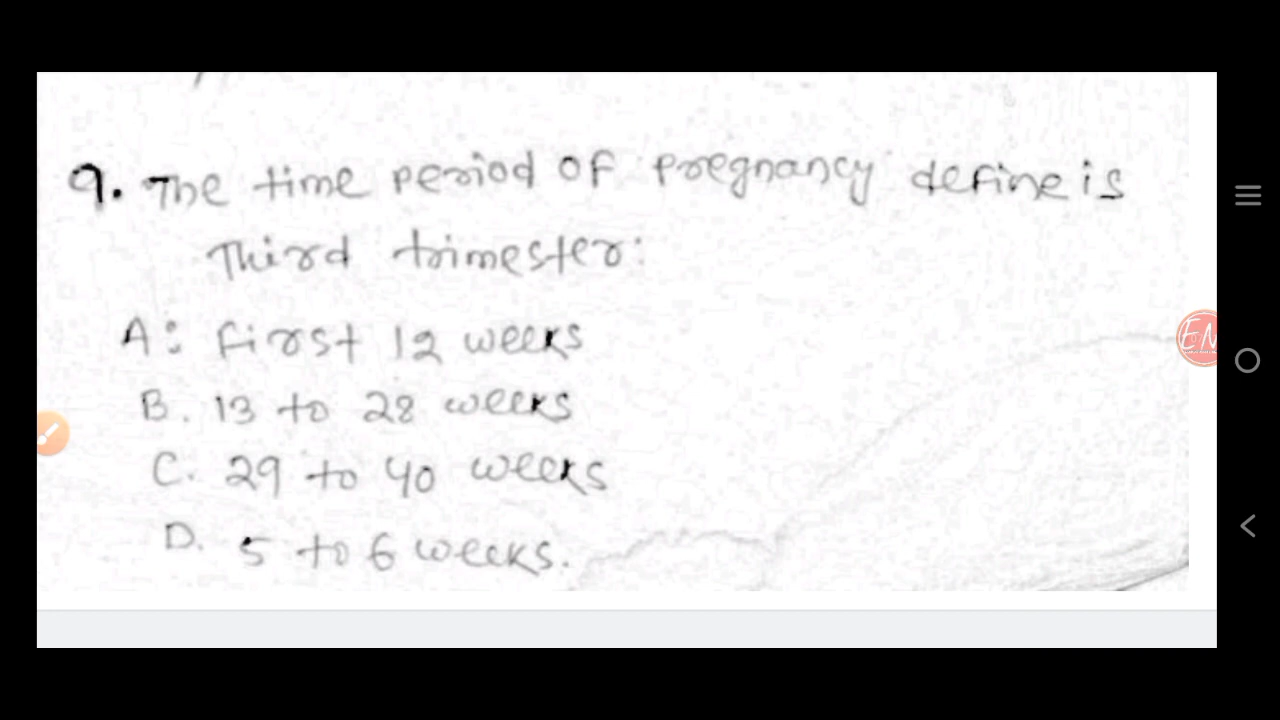 9. The time period of pregnancy define is
Third trimester:
A: first 12 weeks
B. 13 to 28 weeks
C. 29 to 40 weeks
D. 5 to 6 weeks.
EN